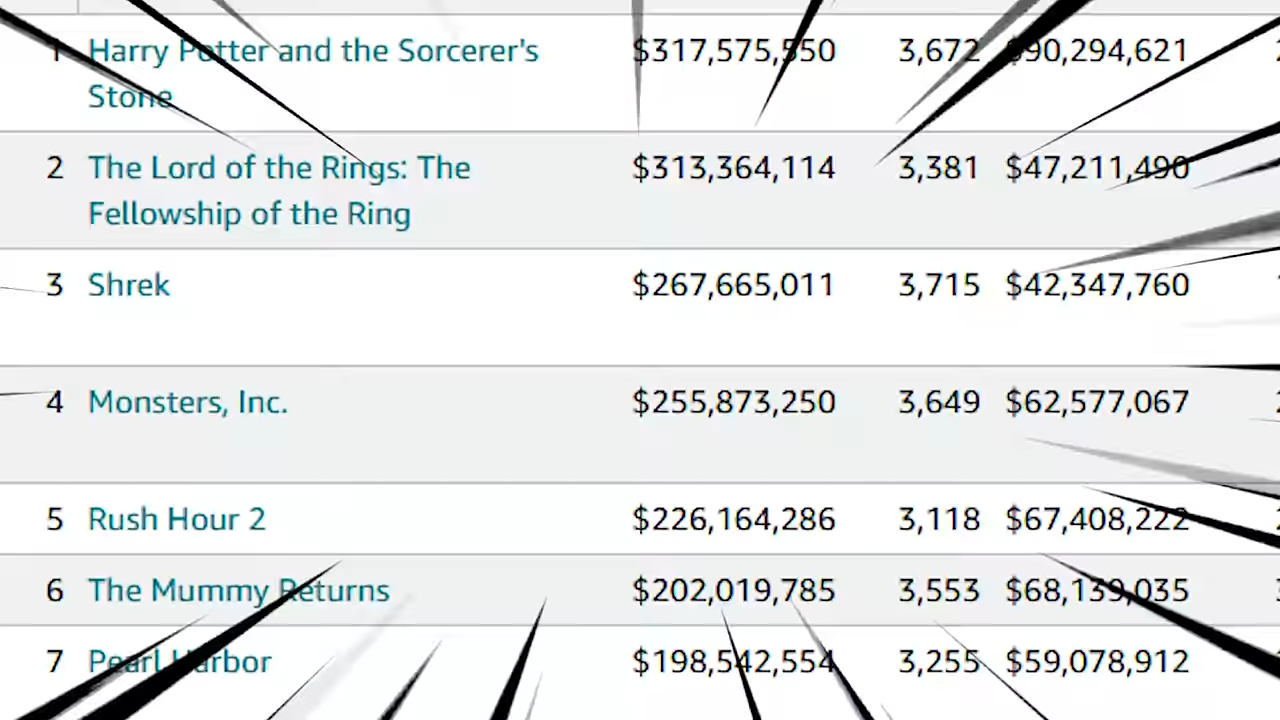 1 Harry Potter and the Sorcerer's $317,575,550 3,672 $90,294,621
Stone
2 The Lord of the Rings: The $313,364,114 3,381 $47,211,490
Fellowship of the Ring
3 Shrek $267,665,011 3,715 $42,347,760
4 Monsters, Inc. $255,873,250 3,649 $62,577,067
5 Rush Hour 2 $226,164,286 3,118 $67,408,222
6 The Mummy Returns $202,019,785 3,553 $68,139,035
7 Pearl Harbor $198,542,554 3,255 $59,078,912